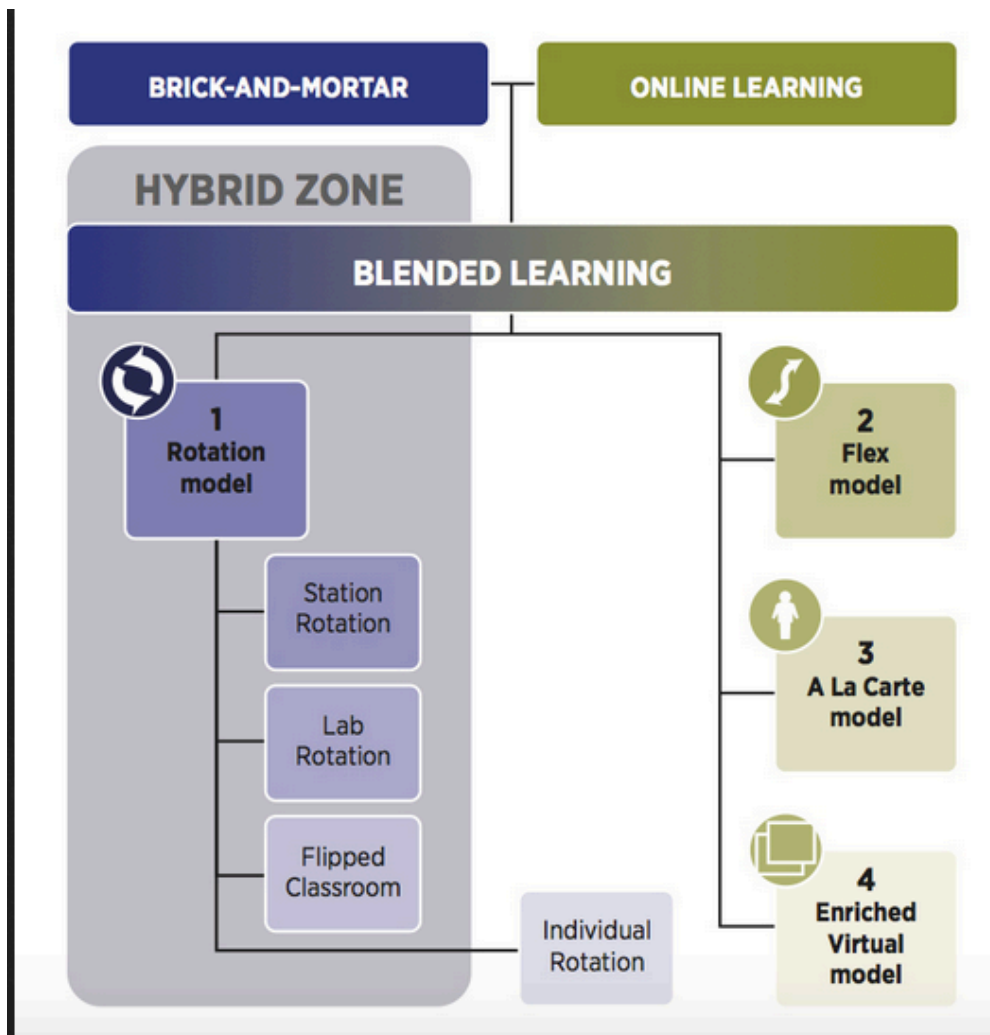 BRICK-AND-MORTAR
ONLINE LEARNING
HYBRID ZONE
BLENDED LEARNING
1
Rotation
model
Station
Rotation
Lab
Rotation
Flipped
Classroom
Individual
Rotation
2
Flex
model
3
A La Carte
model
4
Enriched
Virtual
model